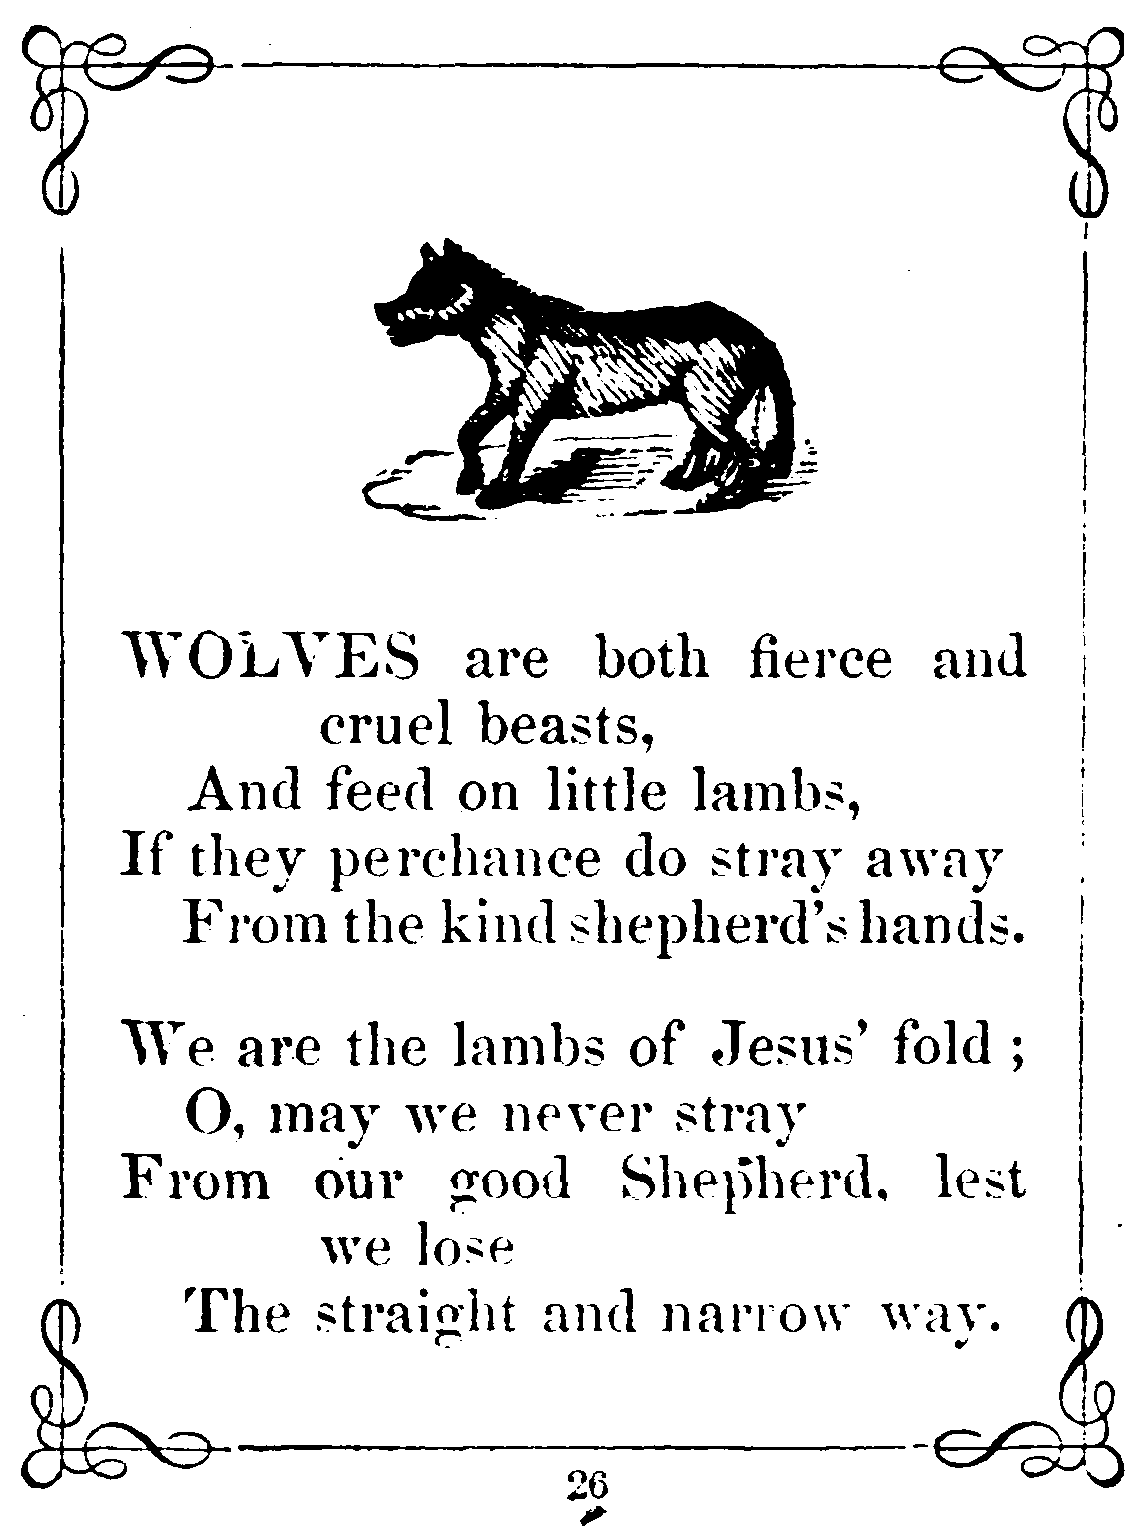 WOLVES are both fierce and
cruel beasts,
And feed on little lambs,
If they perchance do stray away
From the kind shepherd's hands.
We are the lambs of Jesus' fold ;
O, may we never stray
From our good Shepherd, lest
we lose
The straight and narrow way.
26